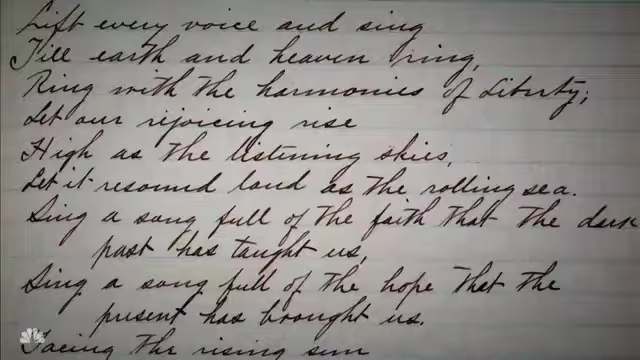 Lift every voice and sing
Till earth and heaven ring,
Ring with the harmonies of Liberty;
Let our rejoicing rise
High as the listening skies,
Let it resound loud as the rolling sea.
Sing a song full of the faith that the dark
past has taught us,
Sing a song full of the hope that the
present has brought us.
Facing the rising sun